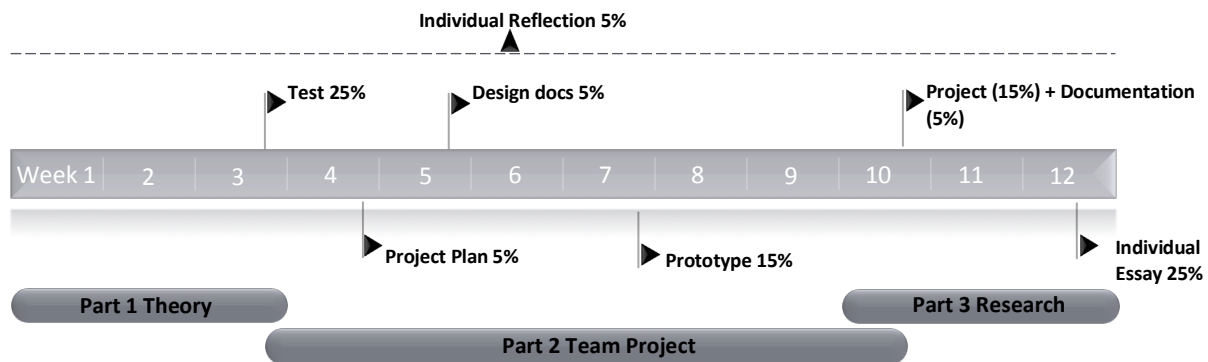 Individual Reflection 5%
Test 25%
Design docs 5%
Project (15%) + Documentation
(5%)
Week 1 2 3 4 5 6 7 8 9 10 11 12
Project Plan 5%
Prototype 15%
Individual
Essay 25%
Part 1 Theory
Part 3 Research
Part 2 Team Project